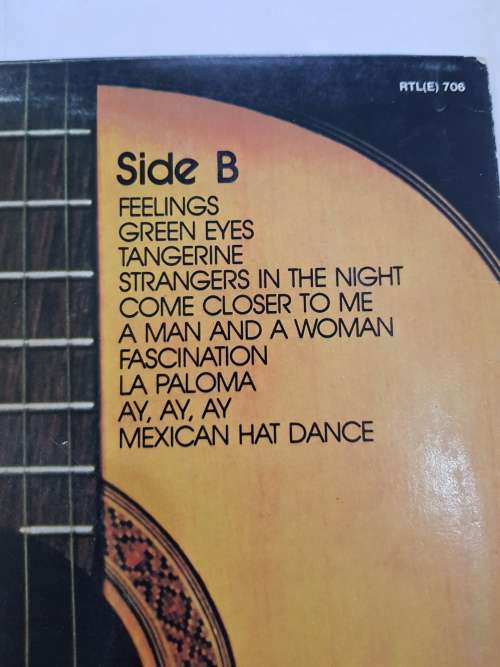 RTL(E) 706
Side B
FEELINGS
GREEN EYES
TANGERINE
STRANGERS IN THE NIGHT
COME CLOSER TO ME
A MAN AND A WOMAN
FASCINATION
LA PALOMA
AY, AY, AY
MEXICAN HAT DANCE